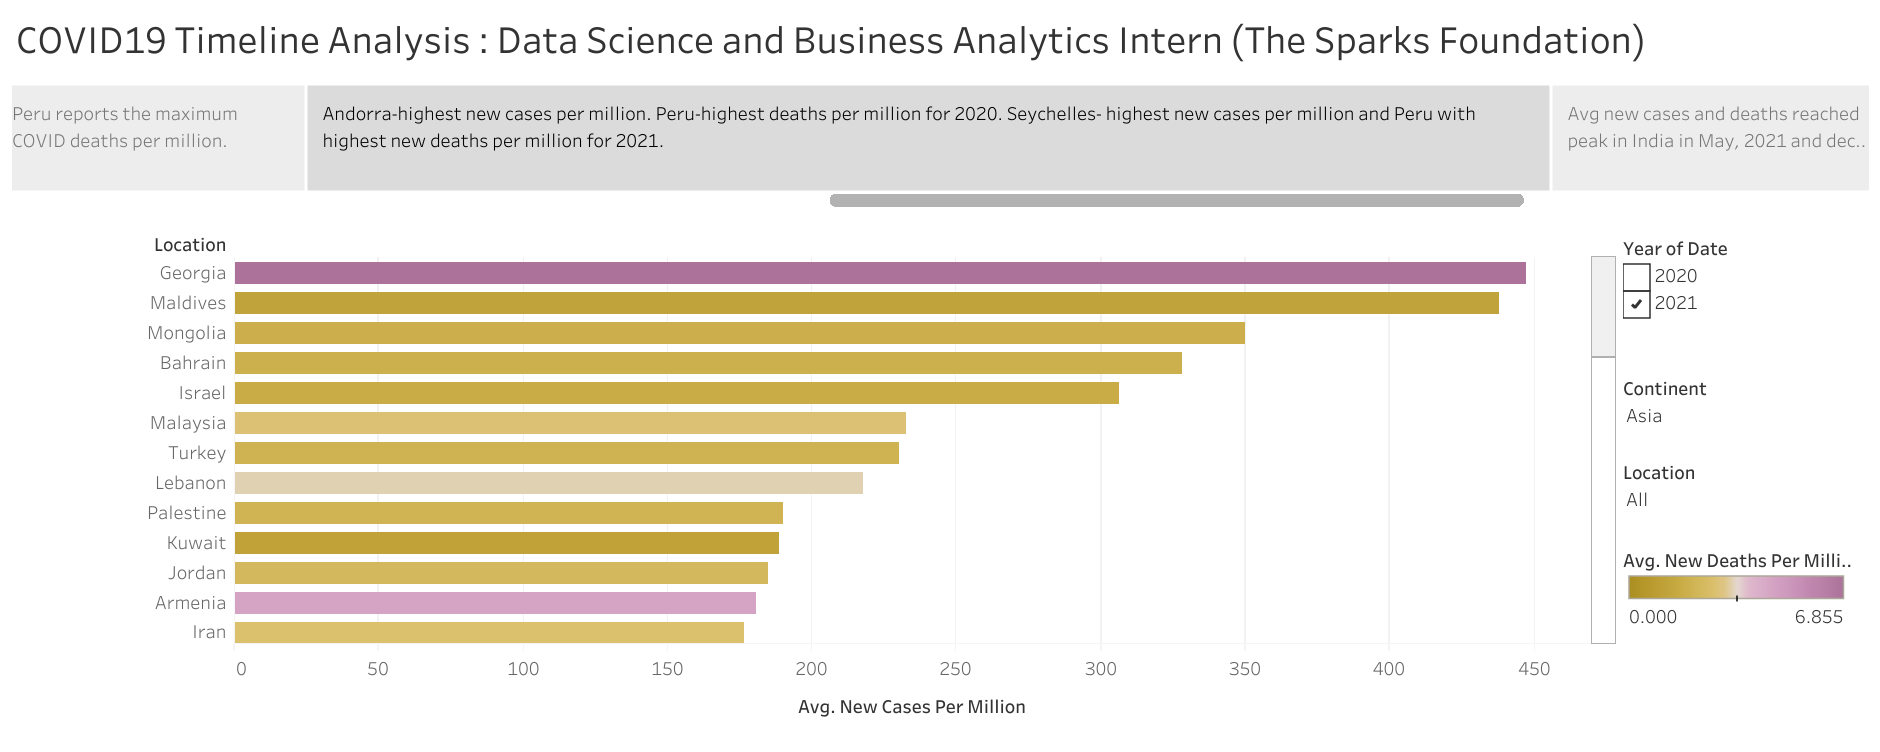 COVID19 Timeline Analysis : Data Science and Business Analytics Intern (The Sparks Foundation)
Peru reports the maximum
COVID deaths per million.
Andorra-highest new cases per million. Peru-highest deaths per million for 2020. Seychelles- highest new cases per million and Peru with
highest new deaths per million for 2021.
Avg new cases and deaths reached
peak in India in May, 2021 and dec..
Location
Georgia
Maldives
Mongolia
Bahrain
Israel
Malaysia
Turkey
Lebanon
Palestine
Kuwait
Jordan
Armenia
Iran
0 50 100 150 200 250 300 350 400 450
Avg. New Cases Per Million
Year of Date
2020
2021
Continent
Asia
Location
All
Avg. New Deaths Per Milli..
0.000 6.855